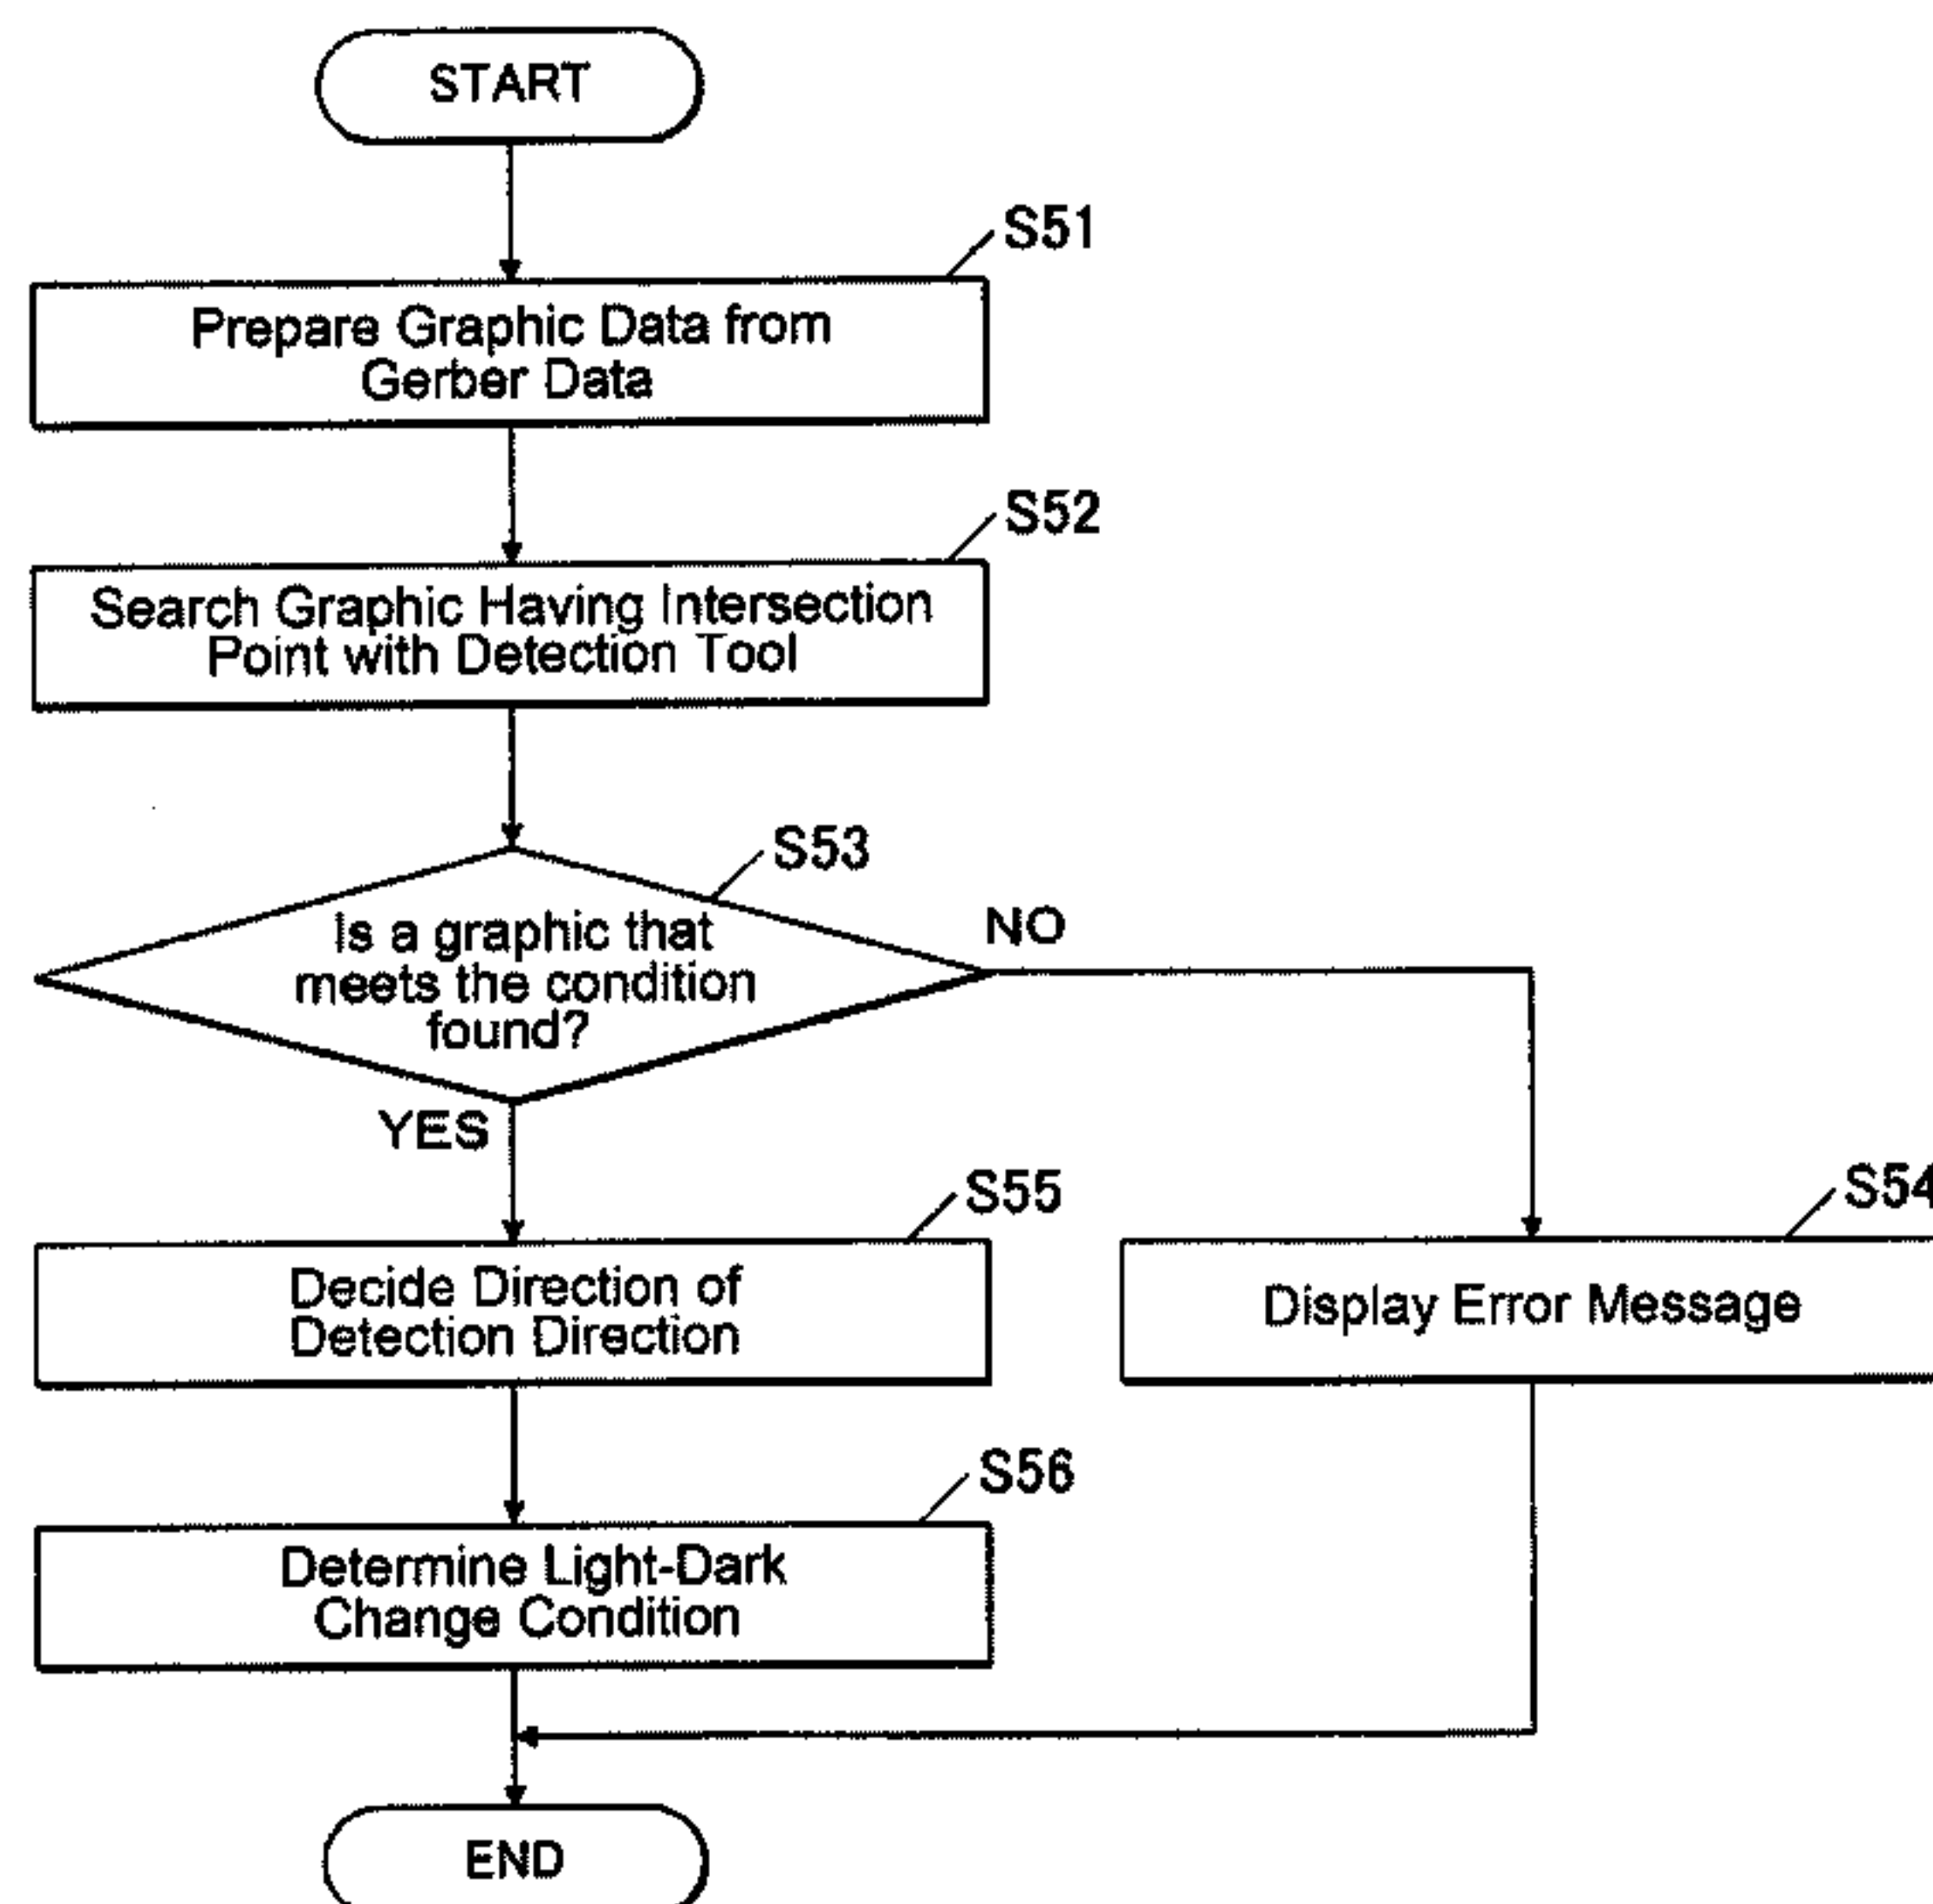 START
S51
Prepare Graphic Data from
Gerber Data
S52
Search Graphic Having Intersection
Point with Detection Tool
S53
Is a graphic that
meets the condition
found?
NO
YES
S55
Decide Direction of
Detection Direction
S54
Display Error Message
S56
Determine Light-Dark
Change Condition
END